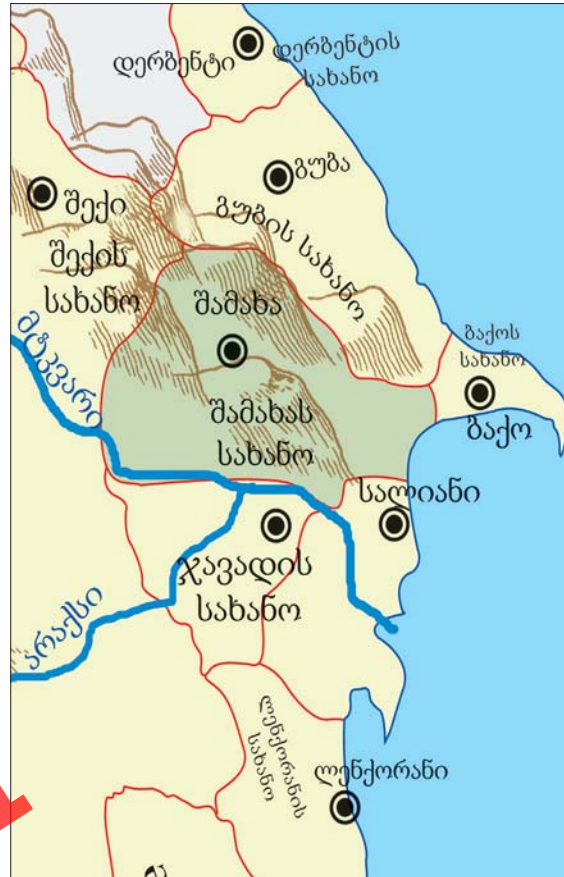 დერბენტი
დერბენტის
სახანო
გუბა
გუბის სახანო
შექი
შექის
სახანო
შამახა
შამახას
სახანო
ბაქოს
სახანო
ბაქო
მტკვარი
სალიანი
ჯავადის
სახანო
არაქსი
ლენქორანის
სახანო
ლენქორანი